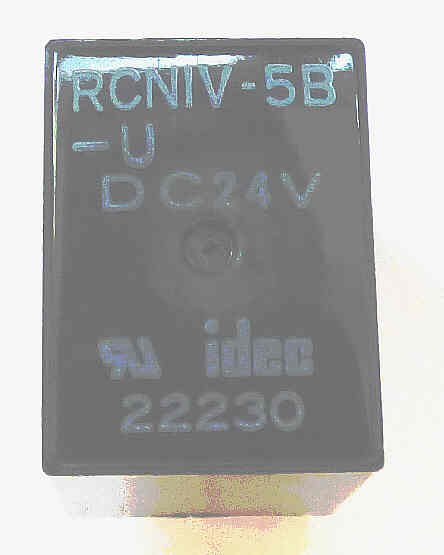 RCNIV-5B
-U
DC24V
idec
22230